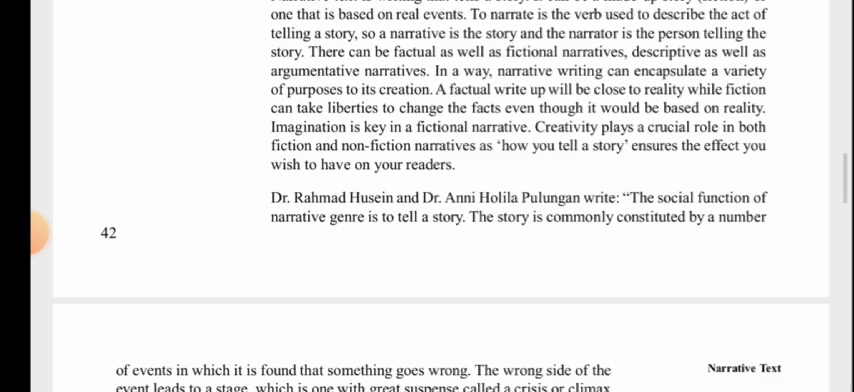 one that is based on real events. To narrate is the verb used to describe the act of
telling a story, so a narrative is the story and the narrator is the person telling the
story. There can be factual as well as fictional narratives, descriptive as well as
argumentative narratives. In a way, narrative writing can encapsulate a variety
of purposes to its creation. A factual write up will be close to reality while fiction
can take liberties to change the facts even though it would be based on reality.
Imagination is key in a fictional narrative. Creativity plays a crucial role in both
fiction and non-fiction narratives as ‘how you tell a story’ ensures the effect you
wish to have on your readers.
Dr. Rahmad Husein and Dr. Anni Holila Pulungan write: “The social function of
narrative genre is to tell a story. The story is commonly constituted by a number
42
of events in which it is found that something goes wrong. The wrong side of the
Narrative Text
event leads to a stage, which is one with great suspense called a crisis or climax